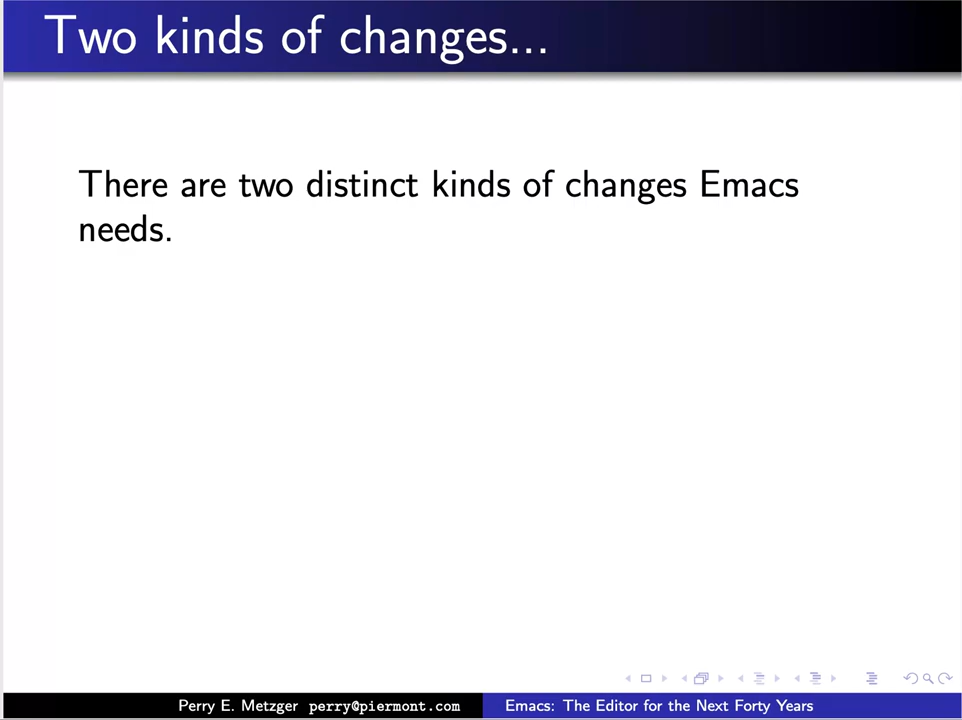 Two kinds of changes...
There are two distinct kinds of changes Emacs
needs.
Perry E. Metzger perry@piermont.com
Emacs: The Editor for the Next Forty Years